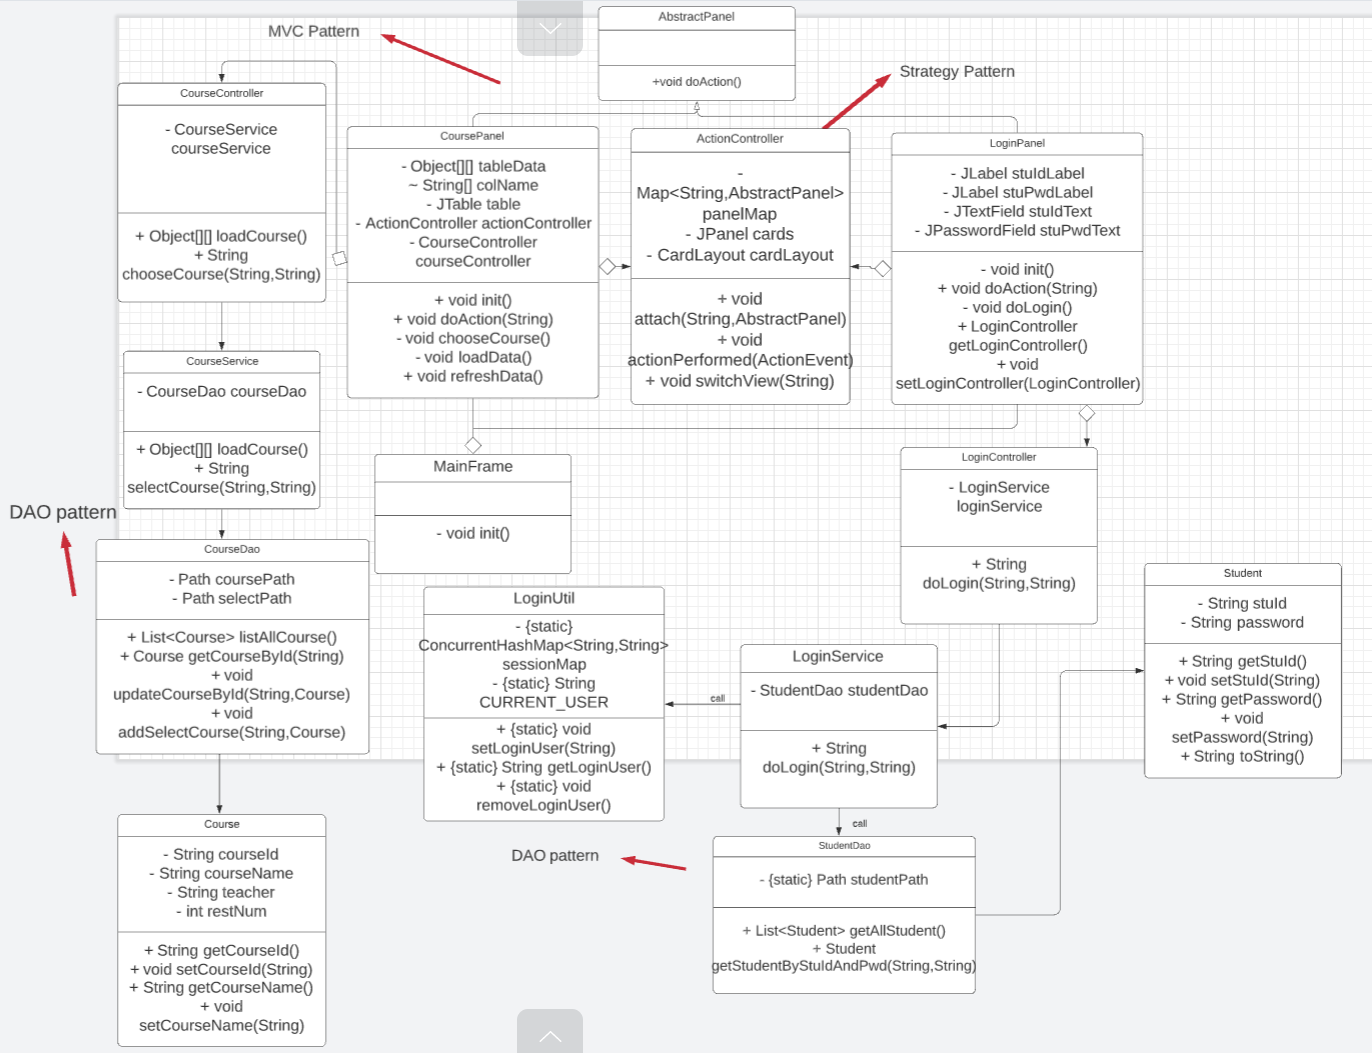 AbstractPanel
+void doAction()
MVC Pattern
Strategy Pattern
CourseController
- CourseService
courseService
+ Object[][] loadCourse()
+ String
chooseCourse(String,String)
CoursePanel
- Object[][] tableData
~ String[] colName
- JTable table
- ActionController actionController
- CourseController
courseController
+ void init()
+ void doAction(String)
- void chooseCourse()
- void loadData()
+ void refreshData()
ActionController
-
Map<String,AbstractPanel>
panelMap
- JPanel cards
- CardLayout cardLayout
+ void
attach(String,AbstractPanel)
+ void
actionPerformed(ActionEvent)
+ void switchView(String)
LoginPanel
- JLabel stuIdLabel
- JLabel stuPwdLabel
- JTextField stuIdText
- JPasswordField stuPwdText
- void init()
+ void doAction(String)
- void doLogin()
+ LoginController
getLoginController()
+ void
setLoginController(LoginController)
CourseService
- CourseDao courseDao
+ Object[][] loadCourse()
+ String
selectCourse(String,String)
MainFrame
- void init()
LoginController
- LoginService
loginService
+ String
doLogin(String,String)
DAO pattern
CourseDao
- Path coursePath
- Path selectPath
+ List<Course> listAllCourse()
+ Course getCourseById(String)
+ void
updateCourseById(String,Course)
+ void
addSelectCourse(String,Course)
LoginUtil
- {static}
ConcurrentHashMap<String,String>
sessionMap
- {static} String
CURRENT_USER
+ {static} void
setLoginUser(String)
+ {static} String getLoginUser()
+ {static} void
removeLoginUser()
call
LoginService
- StudentDao studentDao
+ String
doLogin(String,String)
Student
- String stuId
- String password
+ String getStuId()
+ void setStuId(String)
+ String getPassword()
+ void
setPassword(String)
+ String toString()
Course
- String courseId
- String courseName
- String teacher
- int restNum
+ String getCourseId()
+ void setCourseId(String)
+ String getCourseName()
+ void
setCourseName(String)
DAO pattern
call
StudentDao
- {static} Path studentPath
+ List<Student> getAllStudent()
+ Student
getStudentByStuIdAndPwd(String,String)